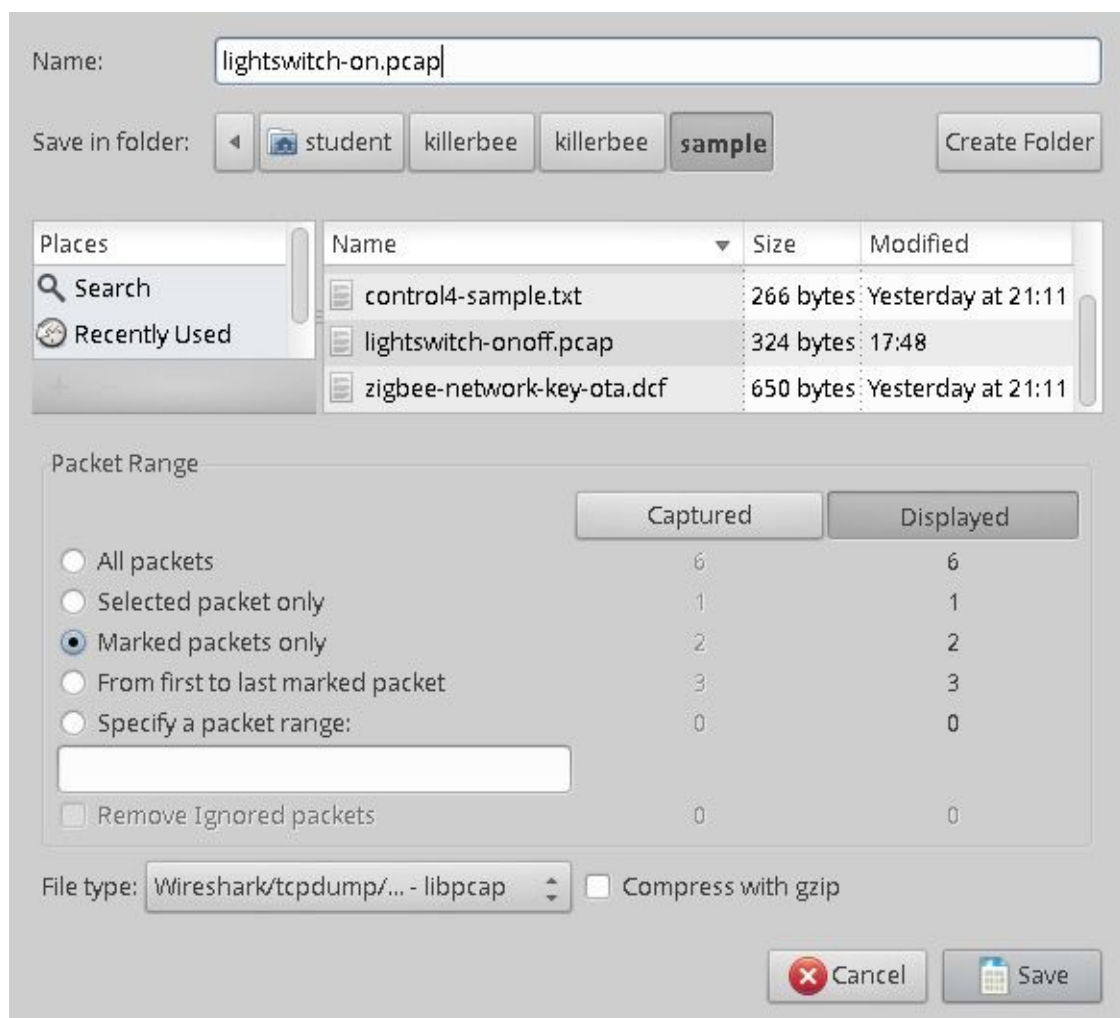 Name: lightswitch-on.pcap
Save in folder: student killerbee killerbee sample Create Folder
Places Name Size Modified
Search control4-sample.txt 266 bytes Yesterday at 21:11
Recently Used lightswitch-onoff.pcap 324 bytes 17:48
zigbee-network-key-ota.dcf 650 bytes Yesterday at 21:11
Packet Range
Captured Displayed
All packets 6 6
Selected packet only 1 1
Marked packets only 2 2
From first to last marked packet 3 3
Specify a packet range: 0 0
Remove Ignored packets 0 0
File type: Wireshark/tcpdump/... - libpcap Compress with gzip
Cancel Save